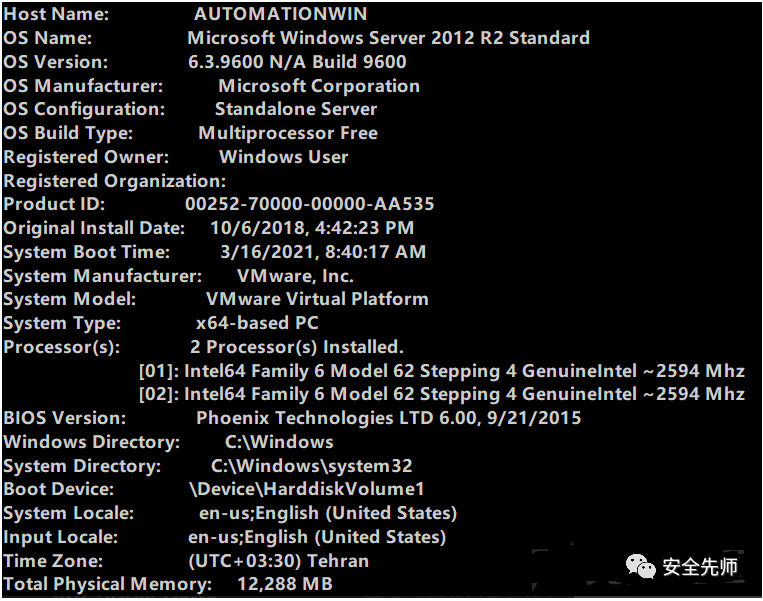 Host Name: AUTOMATIONWIN
OS Name: Microsoft Windows Server 2012 R2 Standard
OS Version: 6.3.9600 N/A Build 9600
OS Manufacturer: Microsoft Corporation
OS Configuration: Standalone Server
OS Build Type: Multiprocessor Free
Registered Owner: Windows User
Registered Organization:
Product ID: 00252-70000-00000-AA535
Original Install Date: 10/6/2018, 4:42:23 PM
System Boot Time: 3/16/2021, 8:40:17 AM
System Manufacturer: VMware, Inc.
System Model: VMware Virtual Platform
System Type: x64-based PC
Processor(s): 2 Processor(s) Installed.
[01]: Intel64 Family 6 Model 62 Stepping 4 GenuineIntel ~2594 Mhz
[02]: Intel64 Family 6 Model 62 Stepping 4 GenuineIntel ~2594 Mhz
BIOS Version: Phoenix Technologies LTD 6.00, 9/21/2015
Windows Directory: C:\Windows
System Directory: C:\Windows\system32
Boot Device: \Device\HarddiskVolume1
System Locale: en-us;English (United States)
Input Locale: en-us;English (United States)
Time Zone: (UTC+03:30) Tehran
Total Physical Memory: 12,288 MB
安全先师